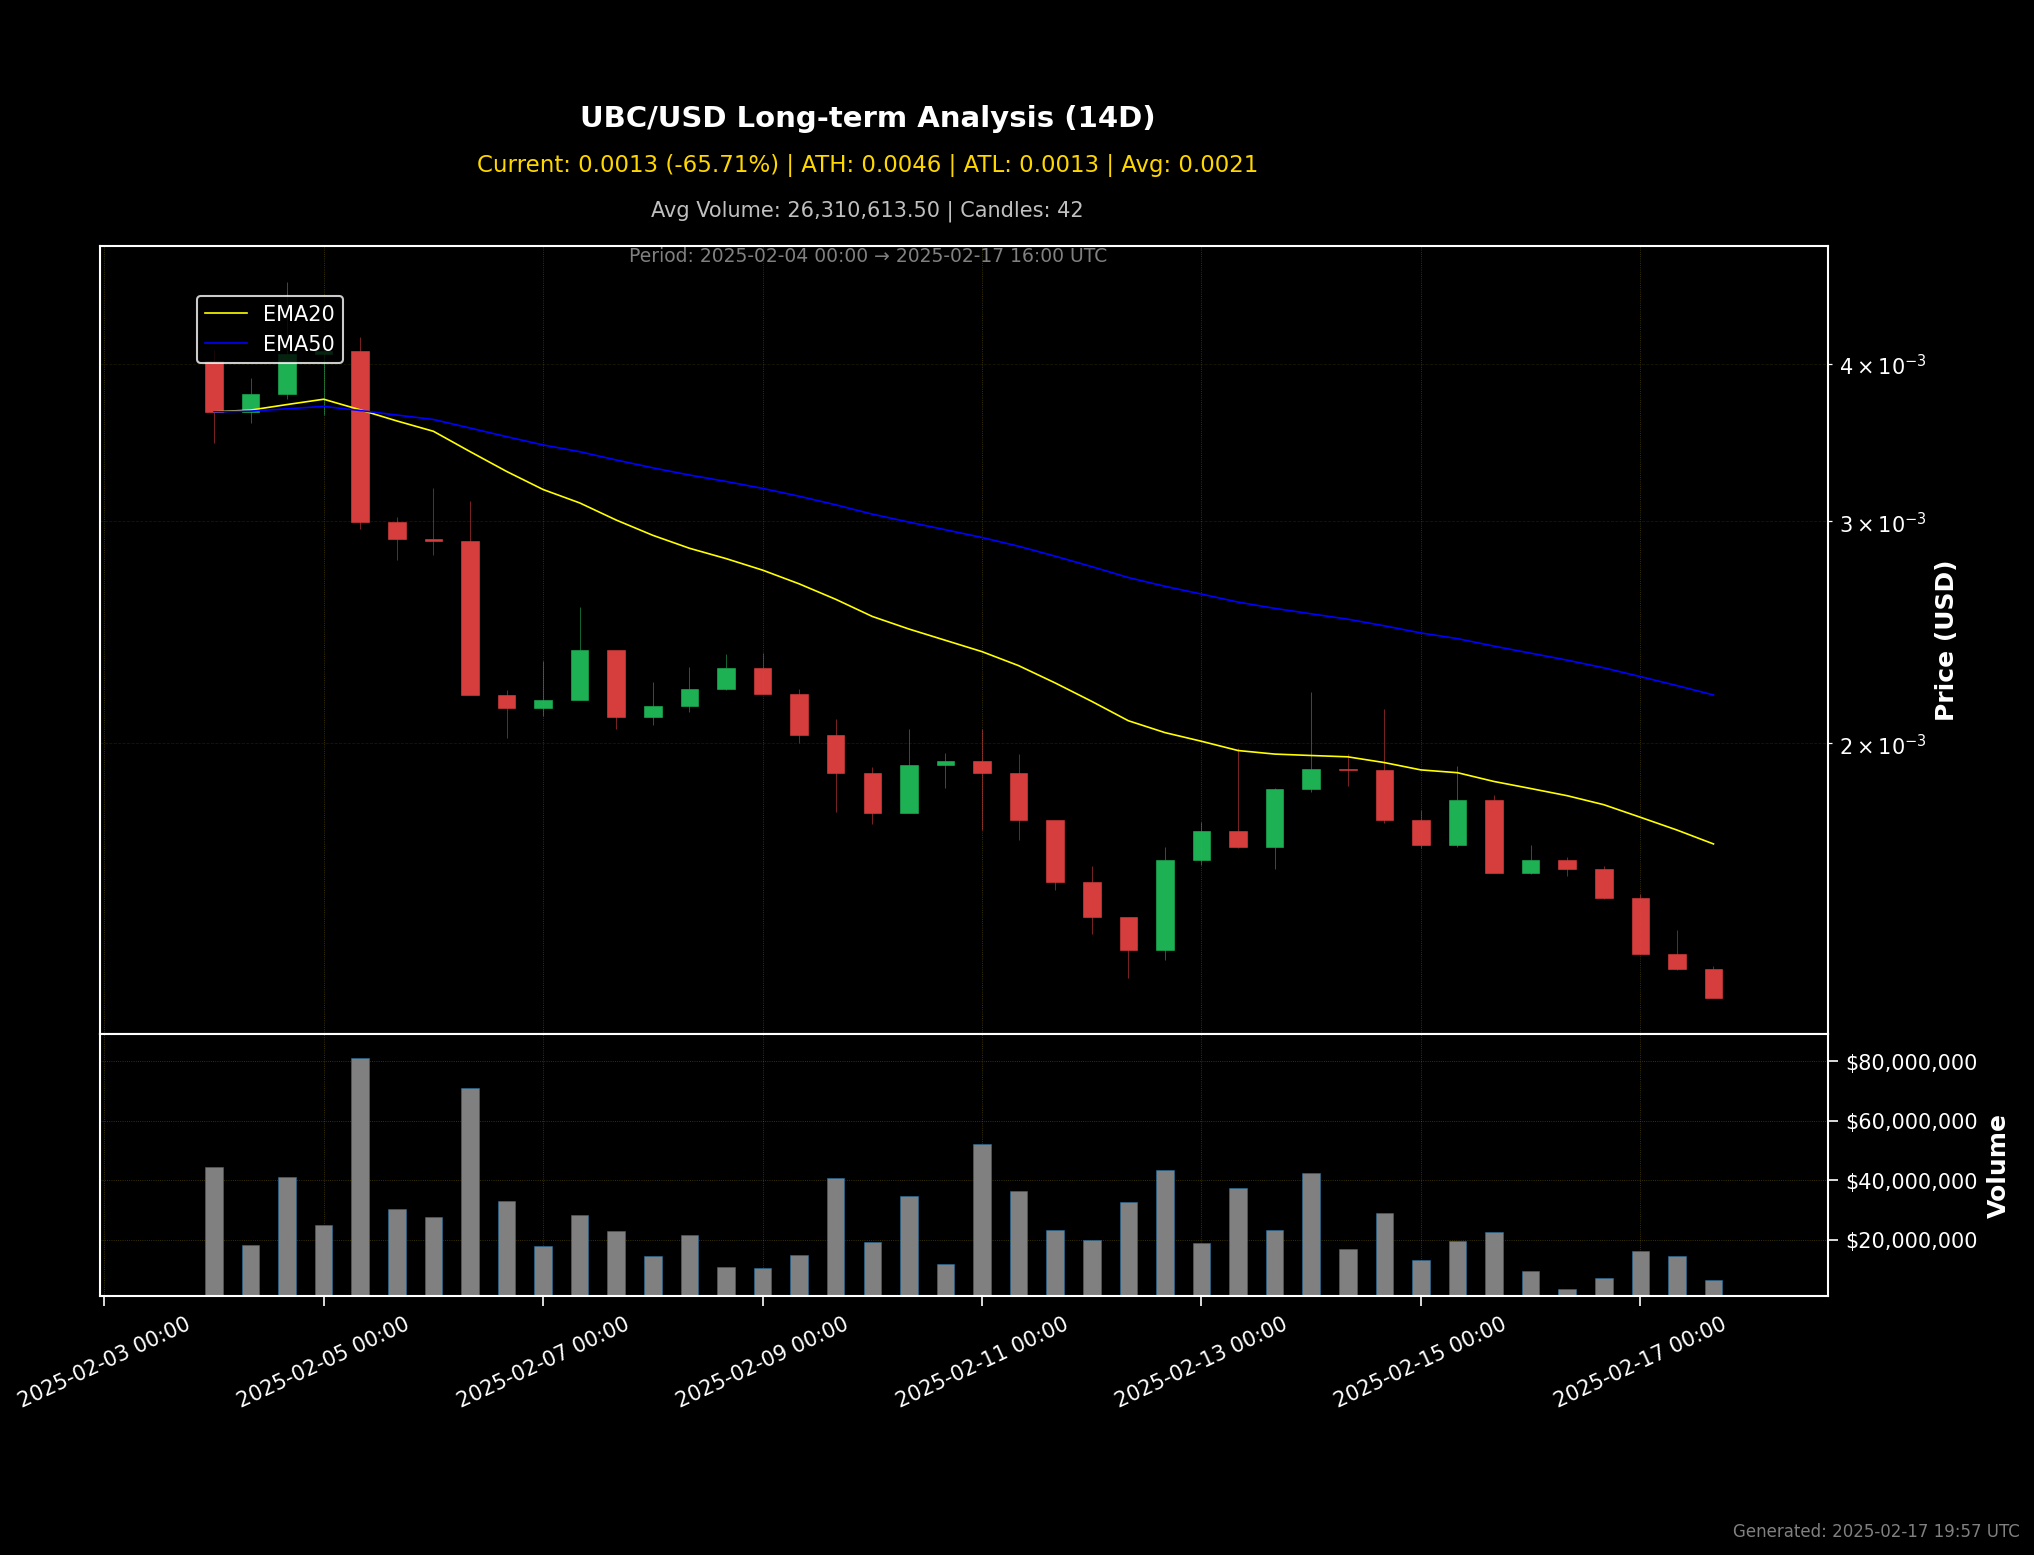 UBC/USD Long-term Analysis (14D)
Current: 0.0013 (-65.71%) | ATH: 0.0046 | ATL: 0.0013 | Avg: 0.0021
Avg Volume: 26,310,613.50 | Candles: 42
Period: 2025-02-04 00:00 → 2025-02-17 16:00 UTC
EMA20
EMA50
4 × 10⁻³
3 × 10⁻³
2 × 10⁻³
Price (USD)
$80,000,000
$60,000,000
$40,000,000
$20,000,000
Volume
2025-02-03 00:00
2025-02-05 00:00
2025-02-07 00:00
2025-02-09 00:00
2025-02-11 00:00
2025-02-13 00:00
2025-02-15 00:00
2025-02-17 00:00
Generated: 2025-02-17 19:57 UTC